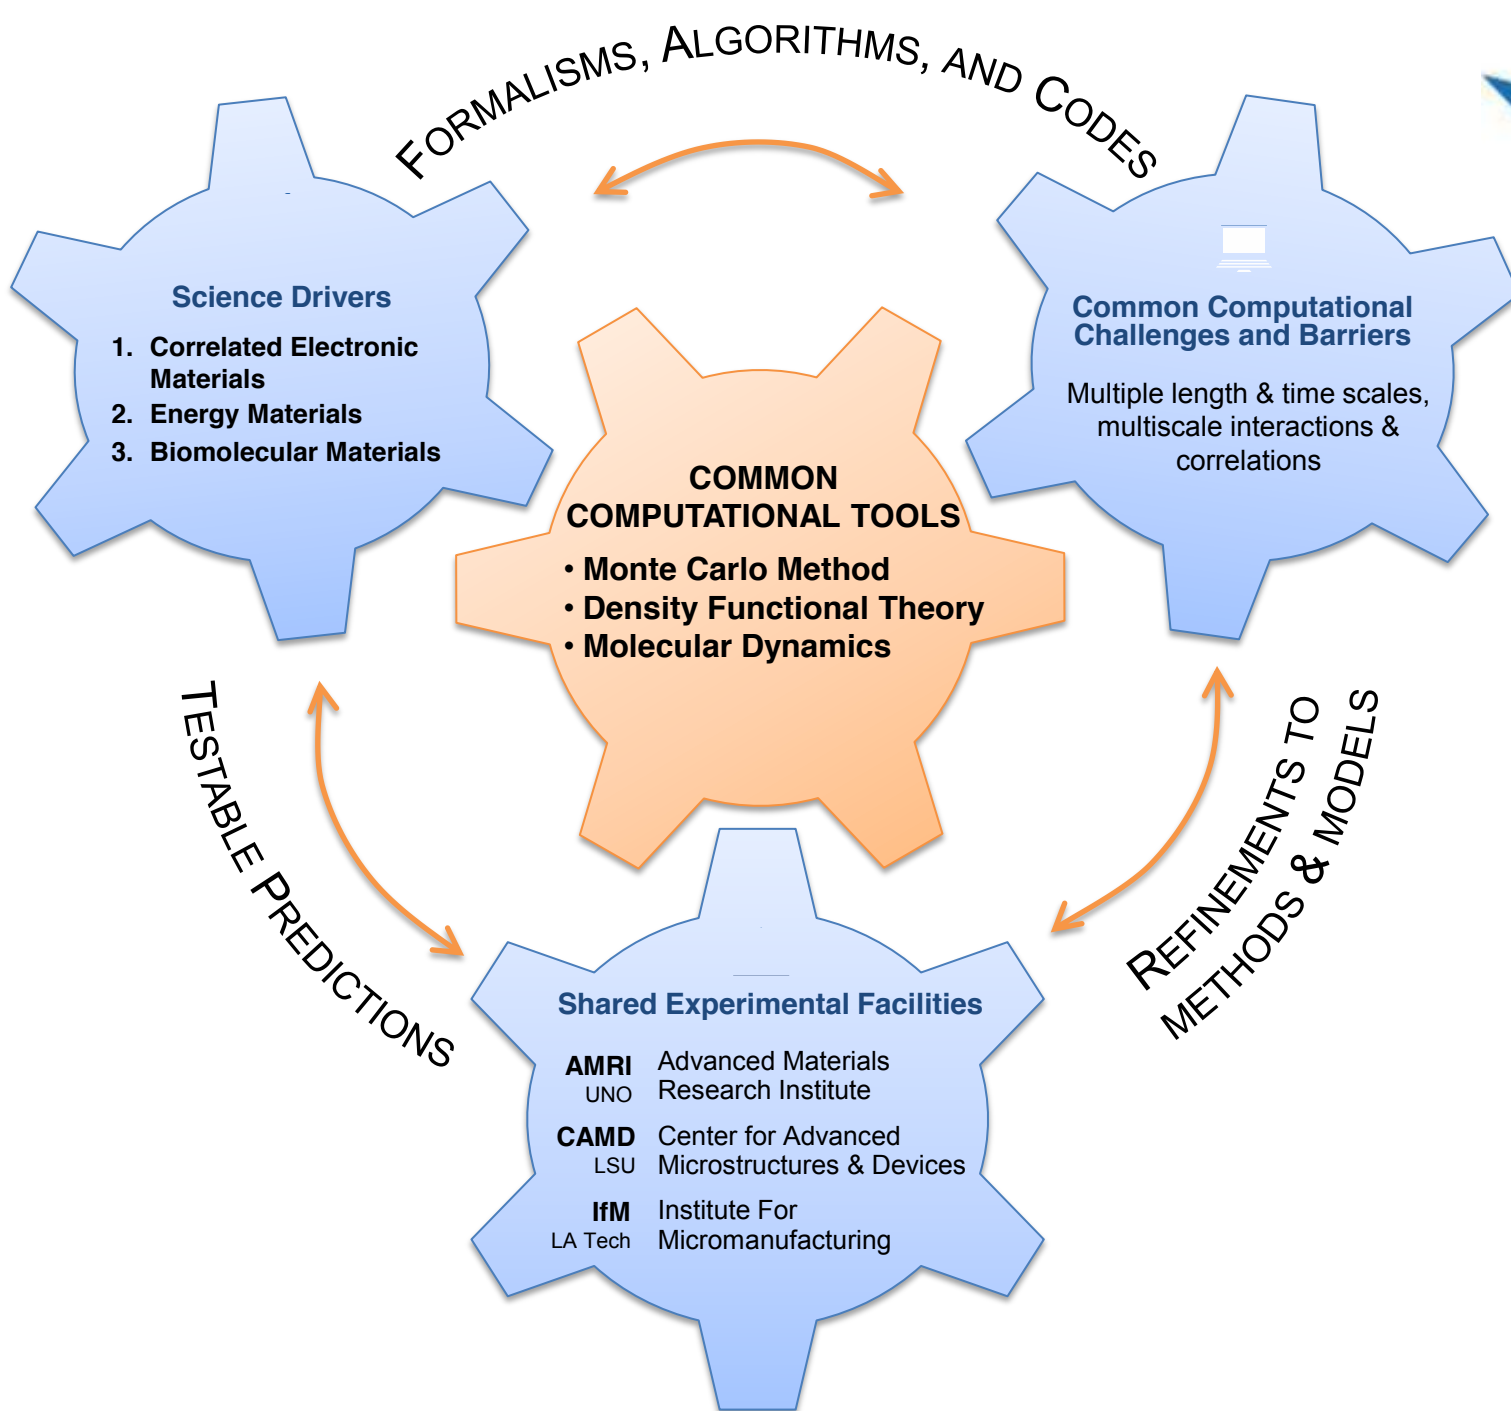 FORMALISMS, ALGORITHMS, AND CODES
Science Drivers
1. Correlated Electronic
Materials
2. Energy Materials
3. Biomolecular Materials
Common Computational
Challenges and Barriers
Multiple length & time scales,
multiscale interactions &
correlations
COMMON
COMPUTATIONAL TOOLS
• Monte Carlo Method
• Density Functional Theory
• Molecular Dynamics
TESTABLE PREDICTIONS
REFINEMENTS TO
METHODS & MODELS
Shared Experimental Facilities
AMRI Advanced Materials
UNO Research Institute
CAMD Center for Advanced
LSU Microstructures & Devices
IfM Institute For
LA Tech Micromanufacturing